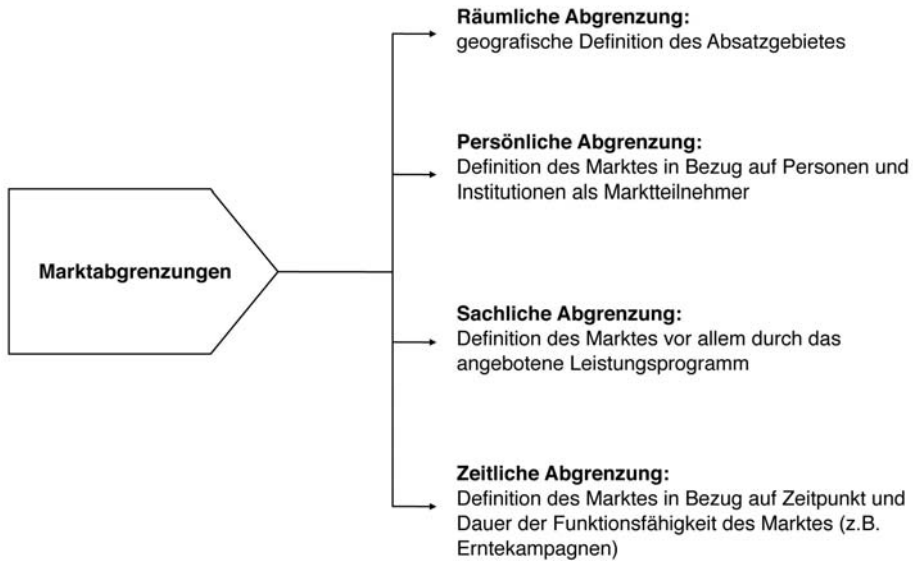 Räumliche Abgrenzung:
geografische Definition des Absatzgebietes
Persönliche Abgrenzung:
Definition des Marktes in Bezug auf Personen und
Institutionen als Marktteilnehmer
Marktabgrenzungen
Sachliche Abgrenzung:
Definition des Marktes vor allem durch das
angebotene Leistungsprogramm
Zeitliche Abgrenzung:
Definition des Marktes in Bezug auf Zeitpunkt und
Dauer der Funktionsfähigkeit des Marktes (z.B.
Erntekampagnen)